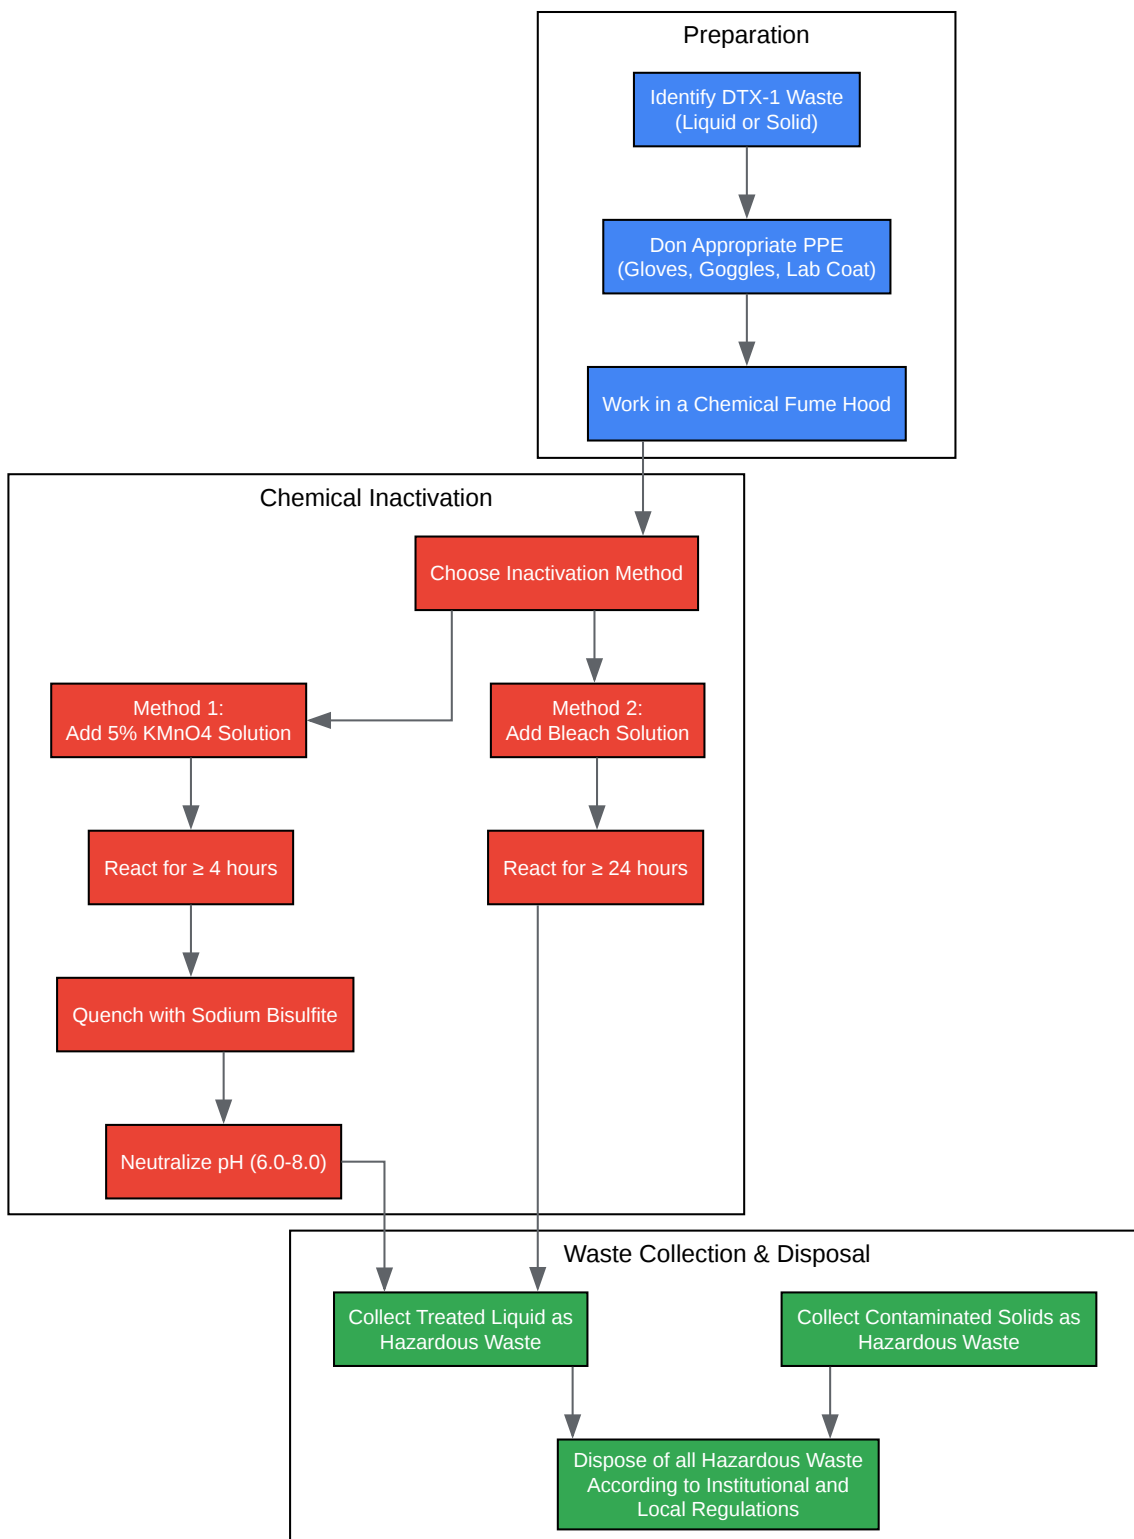 Preparation
Identify DTX-1 Waste
(Liquid or Solid)
Don Appropriate PPE
(Gloves, Goggles, Lab Coat)
Work in a Chemical Fume Hood
Chemical Inactivation
Choose Inactivation Method
Method 1:
Add 5% KMnO4 Solution
Method 2:
Add Bleach Solution
React for ≥ 4 hours
React for ≥ 24 hours
Quench with Sodium Bisulfite
Neutralize pH (6.0-8.0)
Waste Collection & Disposal
Collect Treated Liquid as
Hazardous Waste
Collect Contaminated Solids as
Hazardous Waste
Dispose of all Hazardous Waste
According to Institutional and
Local Regulations